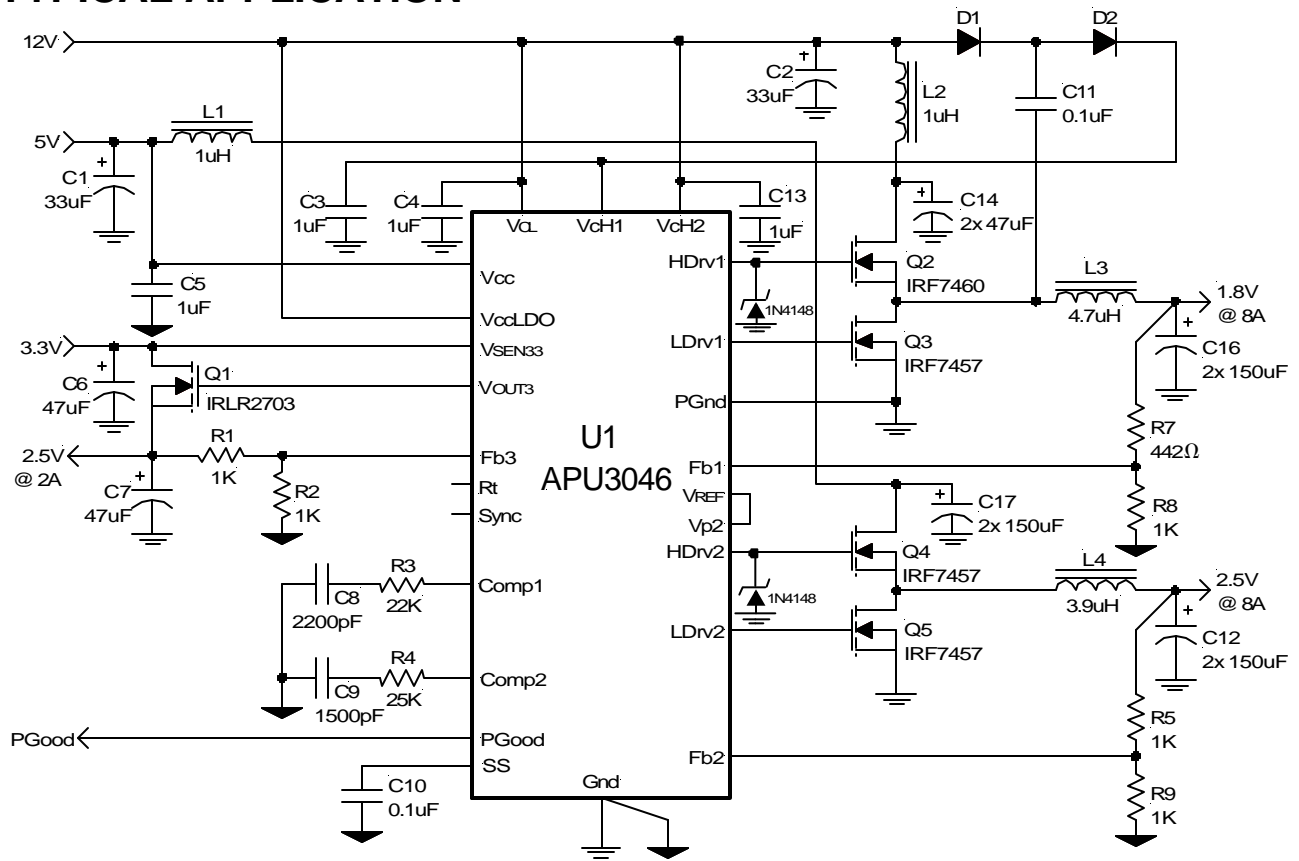 TYPICAL APPLICATION
12V
D1
D2
C2
33uF
L2
1uH
C11
0.1uF
L1
1uH
5V
C1
33uF
C3
1uF
C4
1uF
C13
1uF
C14
2x 47uF
VCL
VcH1
VcH2
C5
1uF
Vcc
VccLDO
HDrv1
Q2
IRF7460
1N4148
L3
4.7uH
1.8V
@ 8A
3.3V
VSEN33
LDrv1
Q3
IRF7457
C16
2x 150uF
C6
47uF
Q1
IRLR2703
VOUT3
PGnd
R7
442Ω
2.5V
@ 2A
R1
1K
U1
APU3046
Fb3
Fb1
C7
47uF
R2
1K
Rt
Sync
VREF
Vp2
C17
2x 150uF
R8
1K
HDrv2
Q4
IRF7457
1N4148
L4
3.9uH
2.5V
@ 8A
C8
2200pF
R3
22K
Comp1
LDrv2
Q5
IRF7457
C12
2x 150uF
C9
1500pF
R4
25K
Comp2
R5
1K
PGood
PGood
SS
Fb2
C10
0.1uF
Gnd
R9
1K